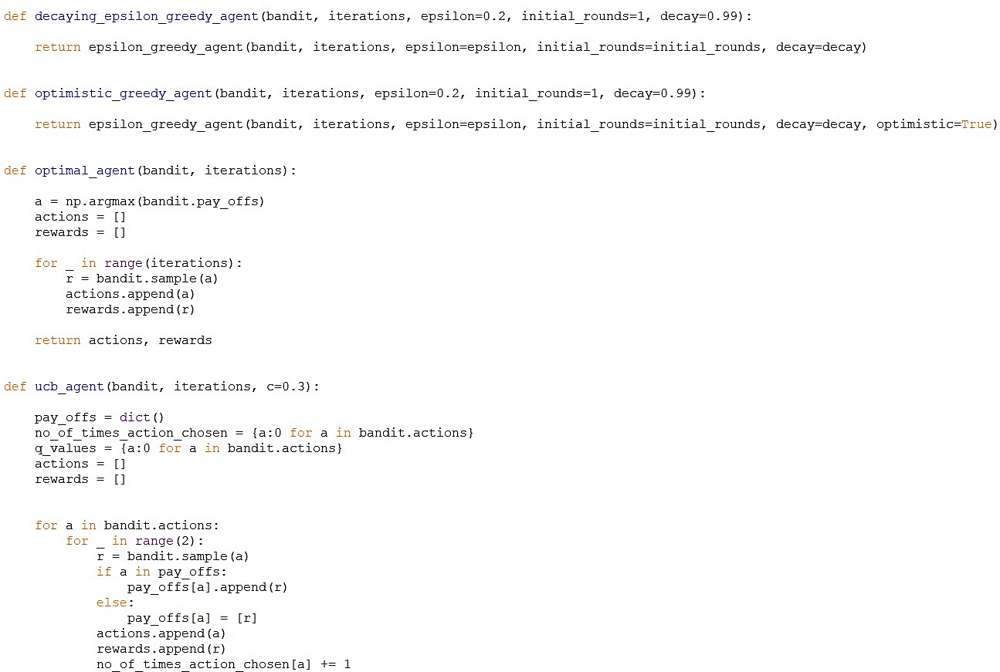 def decaying_epsilon_greedy_agent(bandit, iterations, epsilon=0.2, initial_rounds=1, decay=0.99):
    return epsilon_greedy_agent(bandit, iterations, epsilon=epsilon, initial_rounds=initial_rounds, decay=decay)
def optimistic_greedy_agent(bandit, iterations, epsilon=0.2, initial_rounds=1, decay=0.99):
    return epsilon_greedy_agent(bandit, iterations, epsilon=epsilon, initial_rounds=initial_rounds, decay=decay, optimistic=True)
def optimal_agent(bandit, iterations):
    a = np.argmax(bandit.pay_offs)
    actions = []
    rewards = []
    for _ in range(iterations):
        r = bandit.sample(a)
        actions.append(a)
        rewards.append(r)
    return actions, rewards
def ucb_agent(bandit, iterations, c=0.3):
    pay_offs = dict()
    no_of_times_action_chosen = {a:0 for a in bandit.actions}
    q_values = {a:0 for a in bandit.actions}
    actions = []
    rewards = []
    for a in bandit.actions:
        for _ in range(2):
            r = bandit.sample(a)
            if a in pay_offs:
                pay_offs[a].append(r)
            else:
                pay_offs[a] = [r]
            actions.append(a)
            rewards.append(r)
            no_of_times_action_chosen[a] += 1